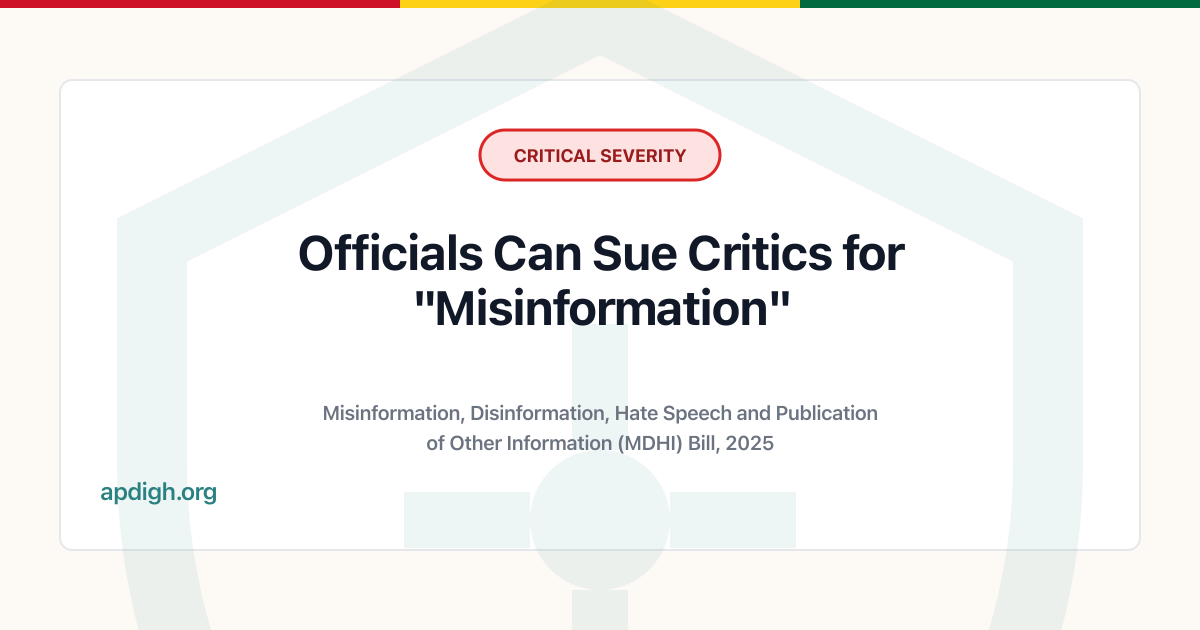 CRITICAL SEVERITY
Officials Can Sue Critics for
"Misinformation"
Misinformation, Disinformation, Hate Speech and Publication
of Other Information (MDHI) Bill, 2025
apdigh.org